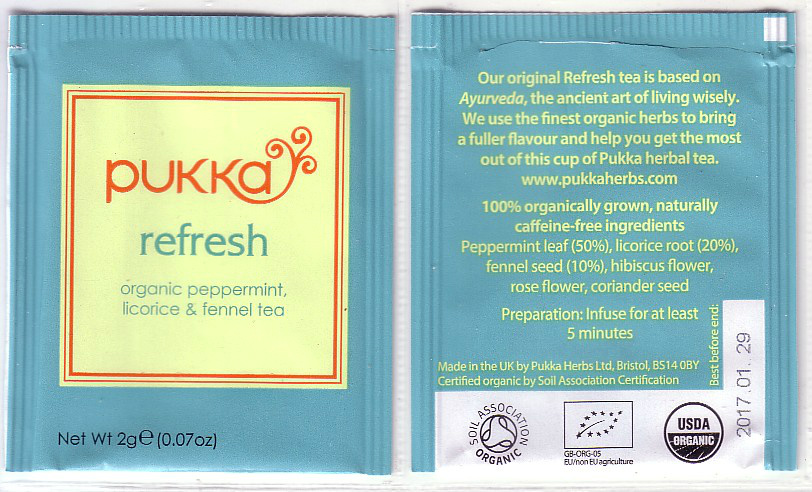 pukka
refresh
organic peppermint,
licorice & fennel tea
Net Wt 2g℮ (0.07oz)
Our original Refresh tea is based on
Ayurveda, the ancient art of living wisely.
We use the finest organic herbs to bring
a fuller flavour and help you get the most
out of this cup of Pukka herbal tea.
www.pukkaherbs.com
100% organically grown, naturally
caffeine-free ingredients
Peppermint leaf (50%), licorice root (20%),
fennel seed (10%), hibiscus flower,
rose flower, coriander seed
Preparation: Infuse for at least
5 minutes
Made in the UK by Pukka Herbs Ltd, Bristol, BS14 0BY
Certified organic by Soil Association Certification
Best before end:
2017. 01. 29
SOIL ASSOCIATION
ORGANIC
GB-ORG-05
EU/non EU agriculture
USDA
ORGANIC